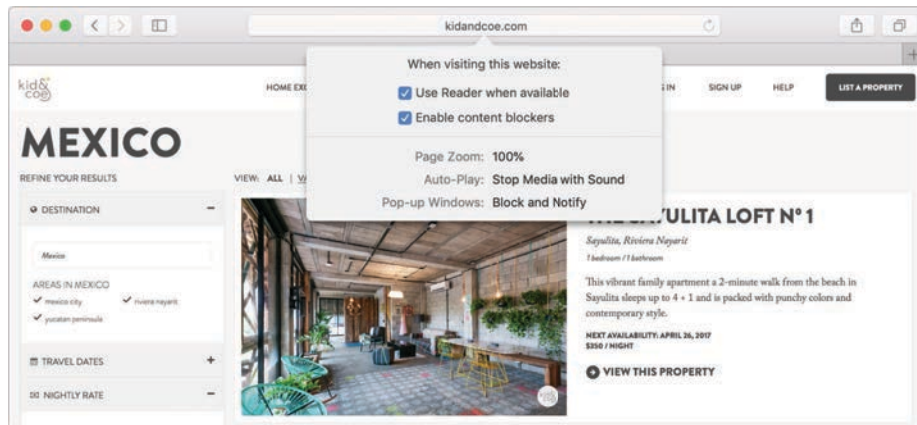 kidandcoe.com
When visiting this website:
Use Reader when available
Enable content blockers
Page Zoom: 100%
Auto-Play: Stop Media with Sound
Pop-up Windows: Block and Notify
kid&
coe
HOME
SIGN UP
HELP
LIST A PROPERTY
MEXICO
REFINE YOUR RESULTS
VIEW: ALL |
DESTINATION
Mexico
AREAS IN MEXICO
mexico city
riviera nayarit
yucatan peninsula
TRAVEL DATES
NIGHTLY RATE
SAYULITA LOFT Nº 1
Sayulita, Riviera Nayarit
1 bedroom / 1 bathroom
This vibrant family apartment a 2-minute walk from the beach in
Sayulita sleeps up to 4 + 1 and is packed with punchy colors and
contemporary style.
NEXT AVAILABILITY: APRIL 26, 2017
$350 / NIGHT
VIEW THIS PROPERTY